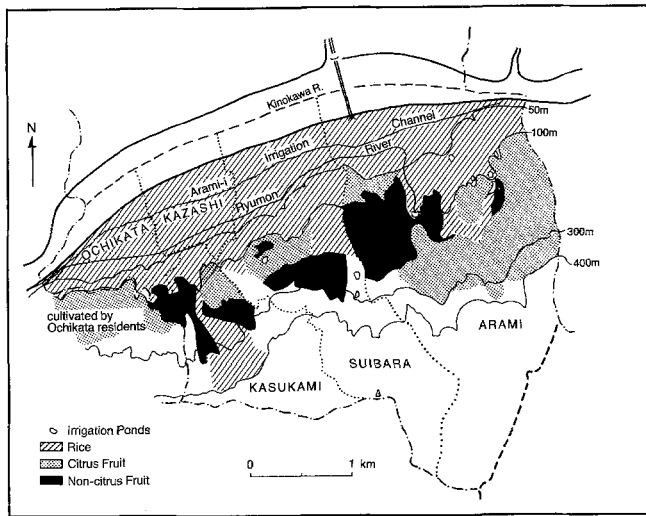 Kinokawa R.
50m
Channel
100m
N
Irrigation
River
Arami-I
Ryumon
KAZASHI
OCHIKATA
300m
400m
cultivated by
Ochikata residents
ARAMI
SUIBARA
KASUKAMI
Irrigation Ponds
Rice
Citrus Fruit
Non-citrus Fruit
0 1 km